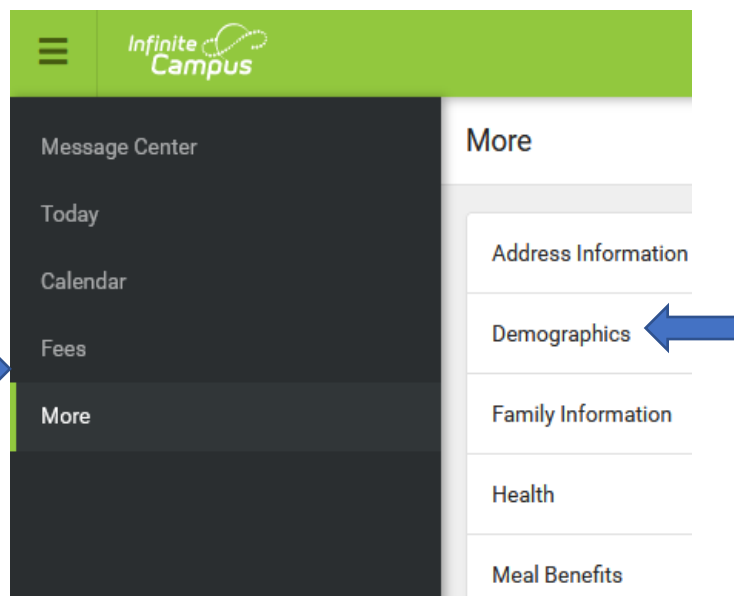 Infinite
Campus
Message Center
Today
Calendar
Fees
More
More
Address Information
Demographics
Family Information
Health
Meal Benefits